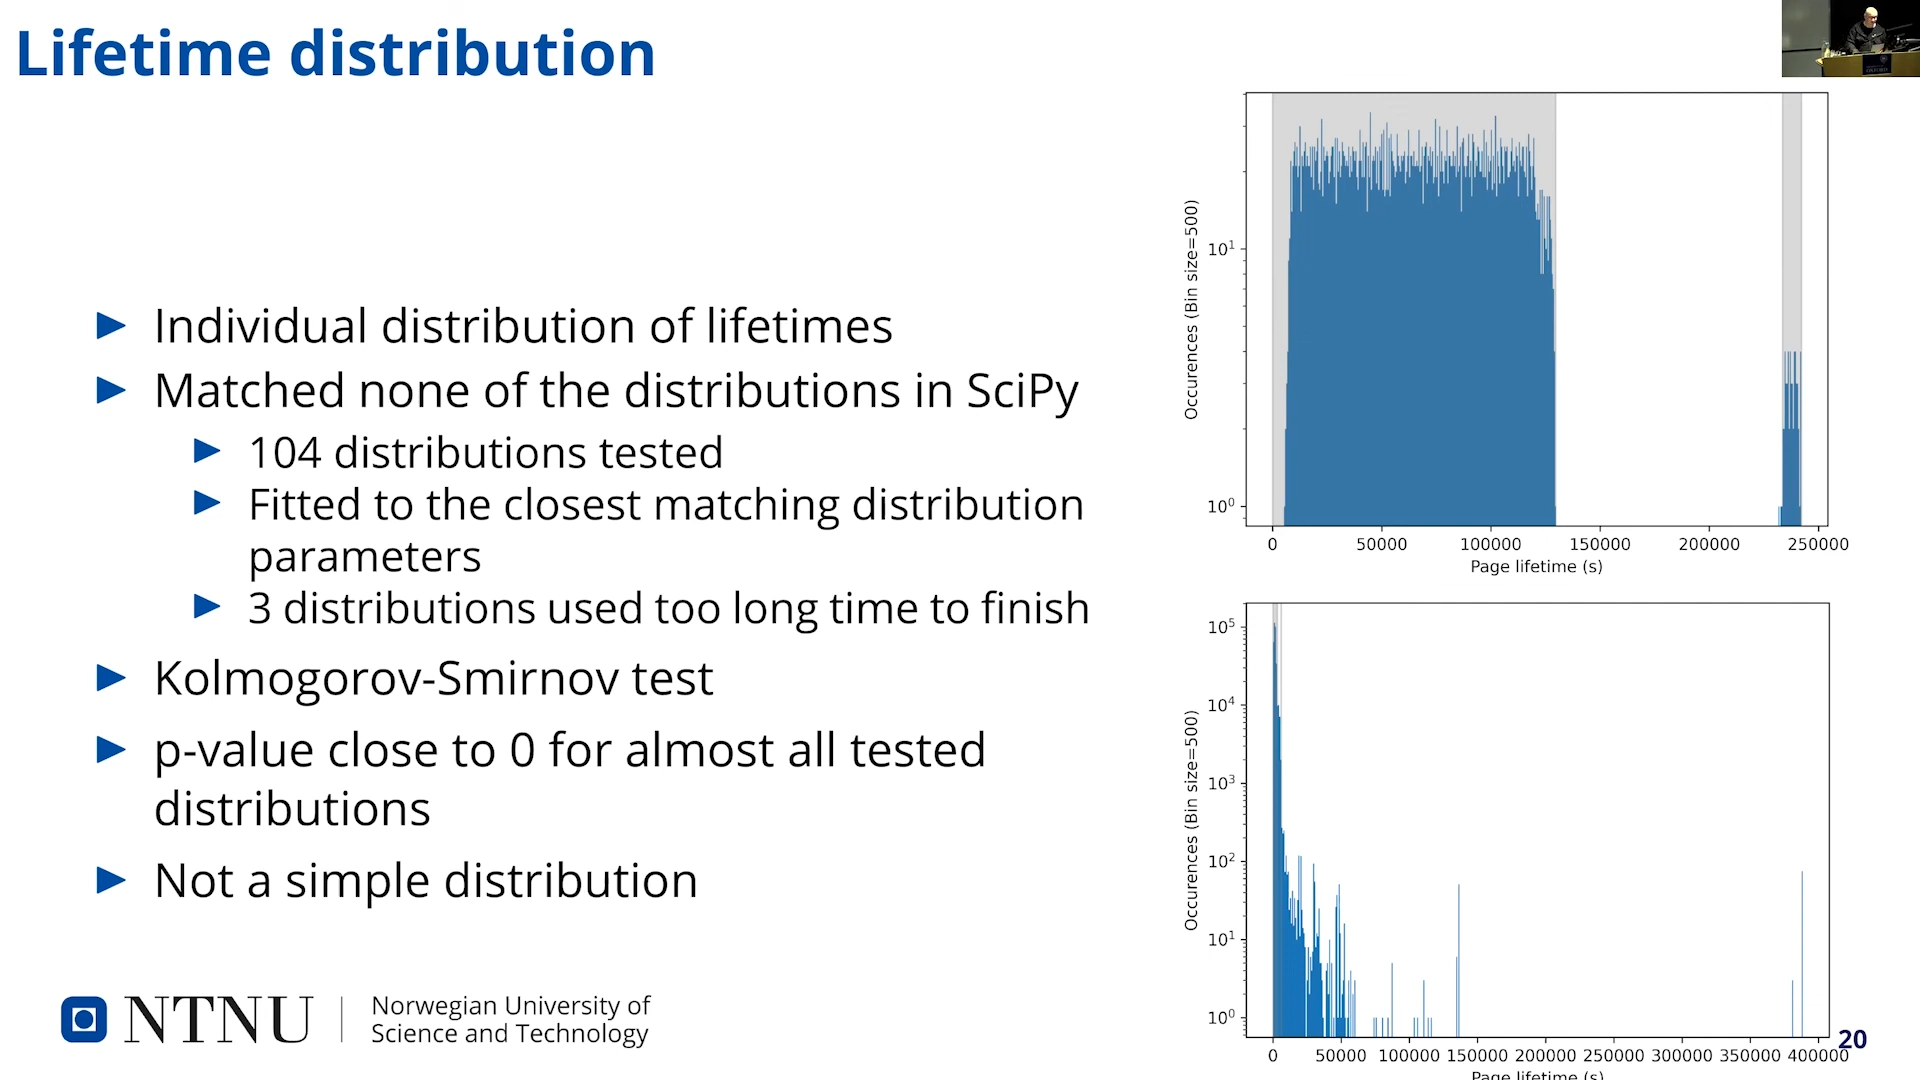 Lifetime distribution
► Individual distribution of lifetimes
► Matched none of the distributions in SciPy
► 104 distributions tested
► Fitted to the closest matching distribution
parameters
► 3 distributions used too long time to finish
► Kolmogorov-Smirnov test
► p-value close to 0 for almost all tested
distributions
► Not a simple distribution
NTNU
Norwegian University of
Science and Technology
Occurences (Bin size=500)
10¹
10⁰
0 50000 100000 150000 200000 250000
Page lifetime (s)
Occurences (Bin size=500)
10⁵
10⁴
10³
10²
10¹
10⁰
0 50000 100000 150000 200000 250000 300000 350000 400000
Page lifetime (s)
20
OXFORD